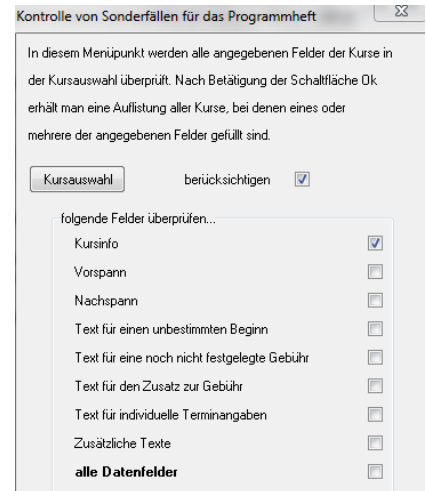 Kontrolle von Sonderfällen für das Programmheft
In diesem Menüpunkt werden alle angegebenen Felder der Kurse in
der Kursauswahl überprüft. Nach Betätigung der Schaltfläche Ok
erhält man eine Auflistung aller Kurse, bei denen eines oder
mehrere der angegebenen Felder gefüllt sind.
Kursauswahl berücksichtigen
folgende Felder überprüfen...
Kursinfo
Vorspann
Nachspann
Text für einen unbestimmten Beginn
Text für eine noch nicht festgelegte Gebühr
Text für den Zusatz zur Gebühr
Text für individuelle Terminangaben
Zusätzliche Texte
alle Datenfelder